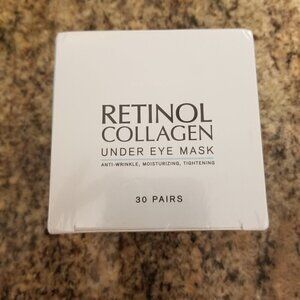 RETINOL
COLLAGEN
UNDER EYE MASK
ANTI-WRINKLE, MOISTURIZING, TIGHTENING
30 PAIRS